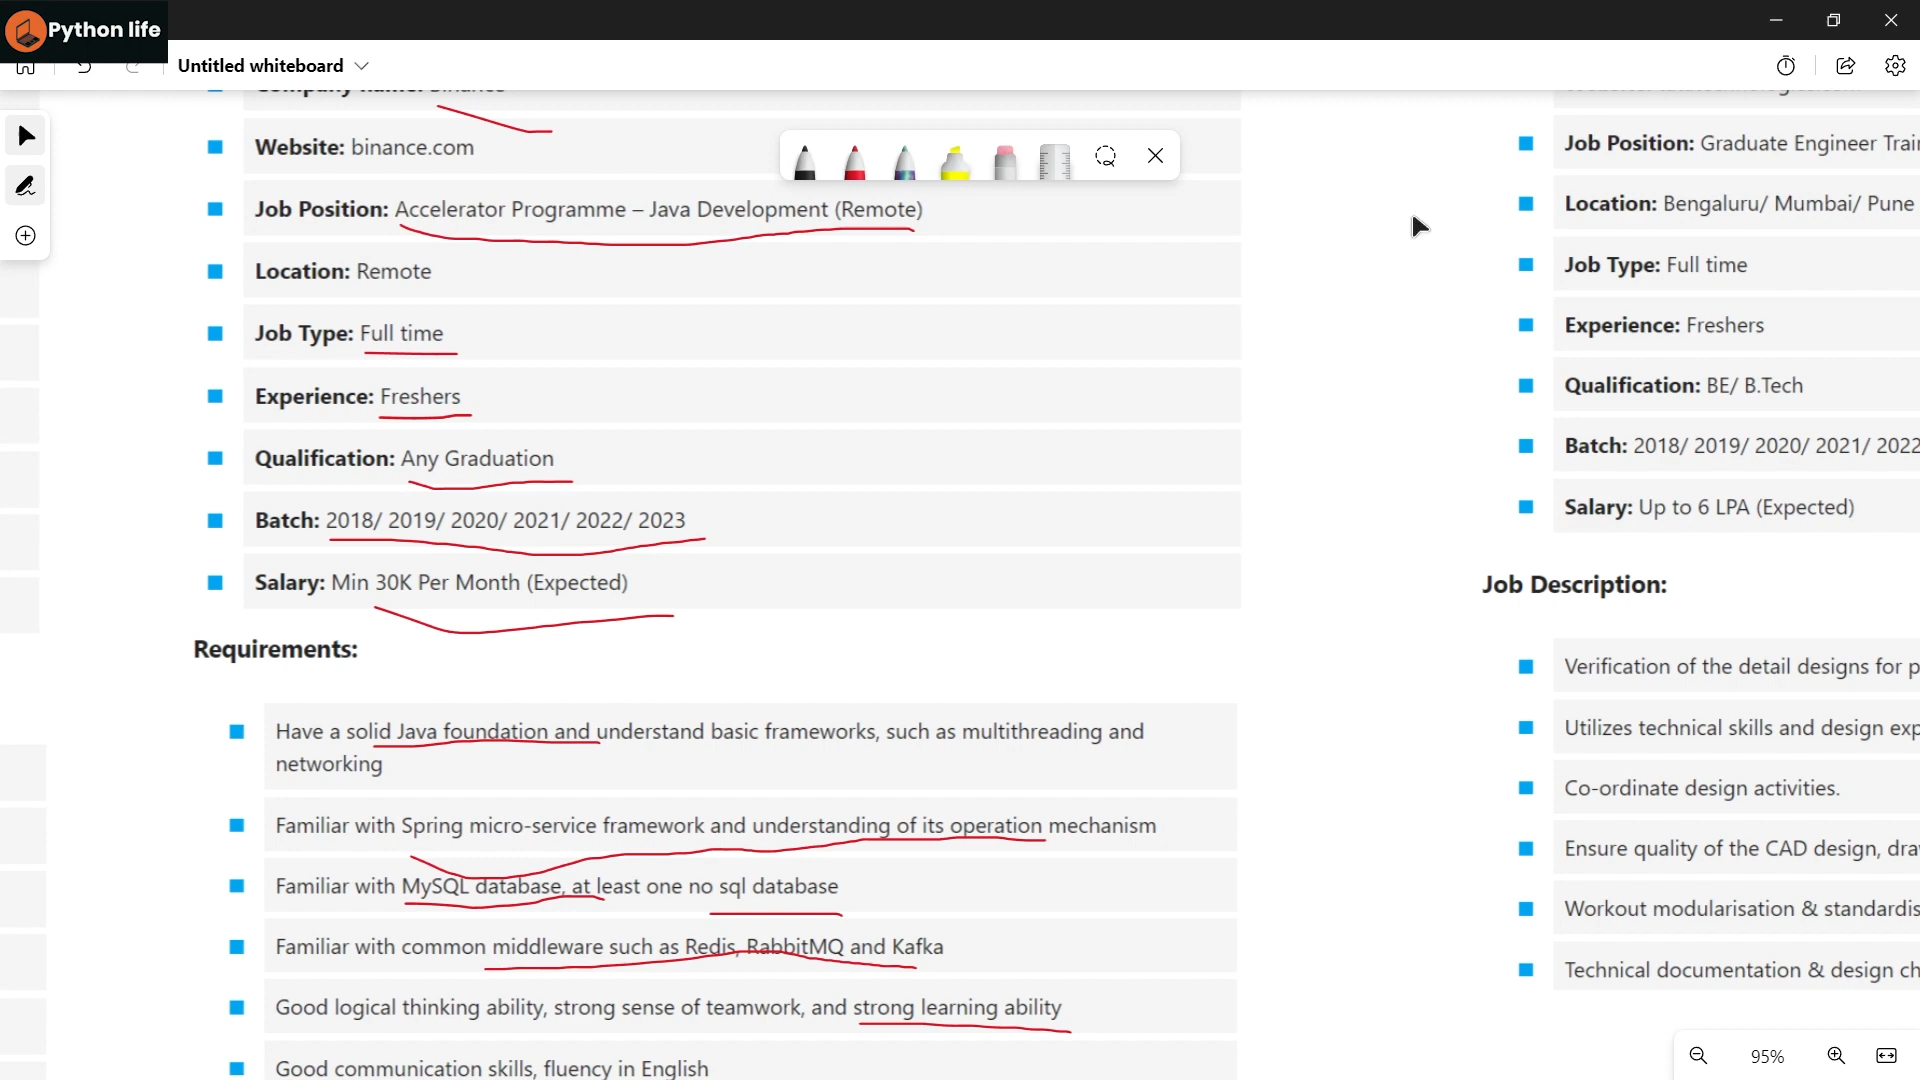 Python life
Untitled whiteboard
Company name: Binance
Website: binance.com
Job Position: Accelerator Programme – Java Development (Remote)
Location: Remote
Job Type: Full time
Experience: Freshers
Qualification: Any Graduation
Batch: 2018/ 2019/ 2020/ 2021/ 2022/ 2023
Salary: Min 30K Per Month (Expected)
Requirements:
Have a solid Java foundation and understand basic frameworks, such as multithreading and
networking
Familiar with Spring micro-service framework and understanding of its operation mechanism
Familiar with MySQL database, at least one no sql database
Familiar with common middleware such as Redis, RabbitMQ and Kafka
Good logical thinking ability, strong sense of teamwork, and strong learning ability
Good communication skills, fluency in English
Job Position: Graduate Engineer Trai
Location: Bengaluru/ Mumbai/ Pune
Job Type: Full time
Experience: Freshers
Qualification: BE/ B.Tech
Batch: 2018/ 2019/ 2020/ 2021/ 2022
Salary: Up to 6 LPA (Expected)
Job Description:
Verification of the detail designs for p
Utilizes technical skills and design exp
Co-ordinate design activities.
Ensure quality of the CAD design, dra
Workout modularisation & standardis
Technical documentation & design ch
95%